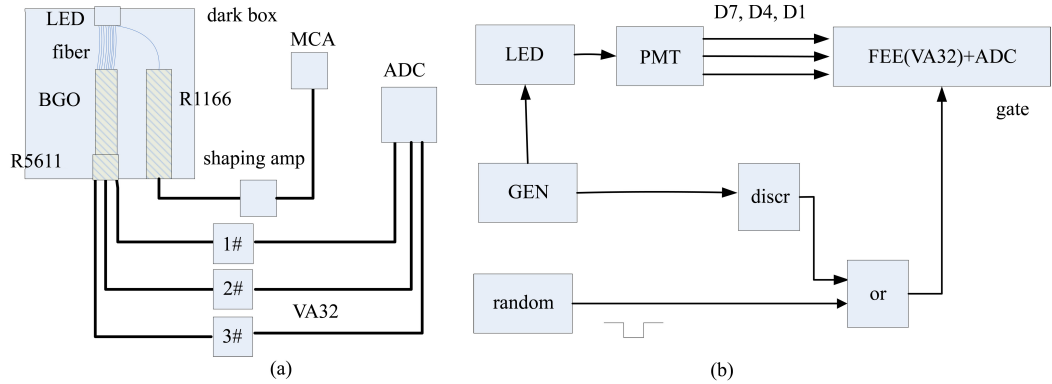 LED
dark box
fiber
MCA
ADC
BGO
R1166
R5611
shaping amp
1#
2#
VA32
3#
(a)
D7, D4, D1
LED
PMT
FEE(VA32)+ADC
gate
GEN
discr
random
or
(b)